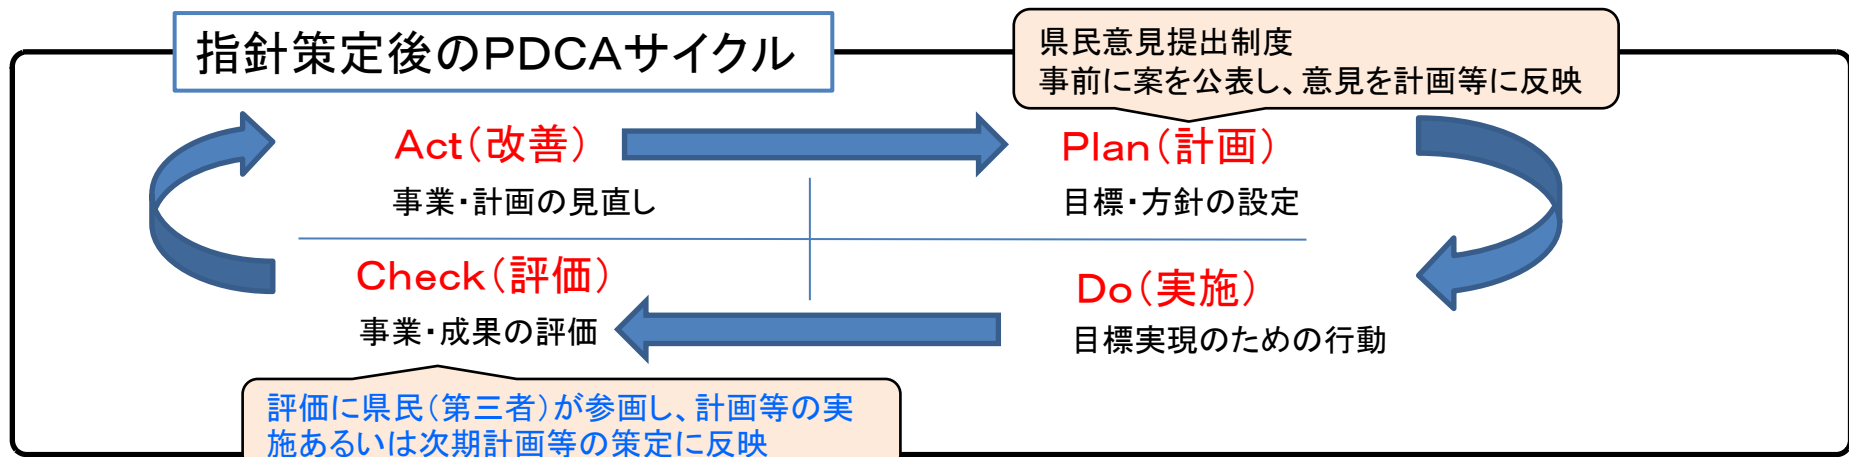 指針策定後のPDCAサイクル
県民意見提出制度
事前に案を公表し、意見を計画等に反映
Act(改善)
事業・計画の見直し
Plan(計画)
目標・方針の設定
Check(評価)
事業・成果の評価
Do(実施)
目標実現のための行動
評価に県民(第三者)が参画し、計画等の実
施あるいは次期計画等の策定に反映